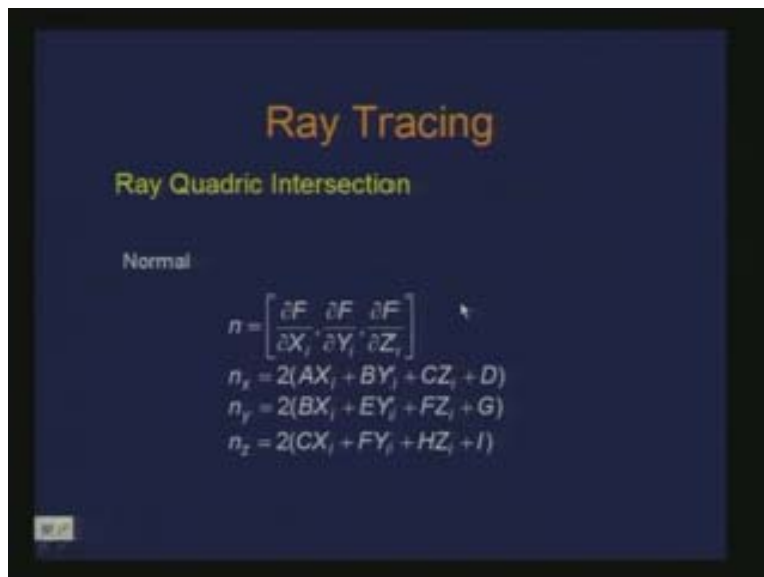 Ray Tracing
Ray Quadric Intersection
Normal
n = [∂F/∂X_i, ∂F/∂Y_i, ∂F/∂Z_i]
n_x = 2(AX_i + BY_i + CZ_i + D)
n_y = 2(BX_i + EY_i + FZ_i + G)
n_z = 2(CX_i + FY_i + HZ_i + I)